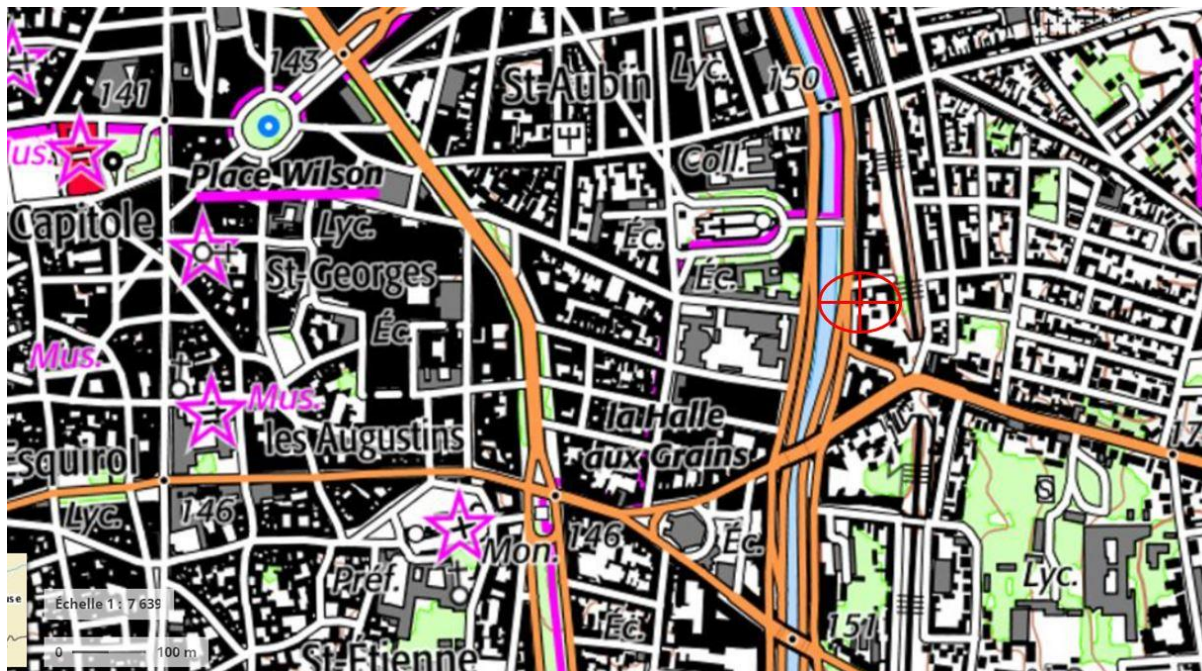 143
Lyc.
150
141
St-Aubin
Mus.
Place Wilson
Coll.
Capitole
Lyc.
Éc.
G
St-Georges
Éc.
Éc.
Mus.
Mus.
la Halle
aux Grains
les Augustins
Esquirol
17
S
Lyc.
146
146
Mon.
Éc.
Préf.
Lyc.
Échelle 1 : 7 639
0 100 m
Éc.
151
St-Étienne